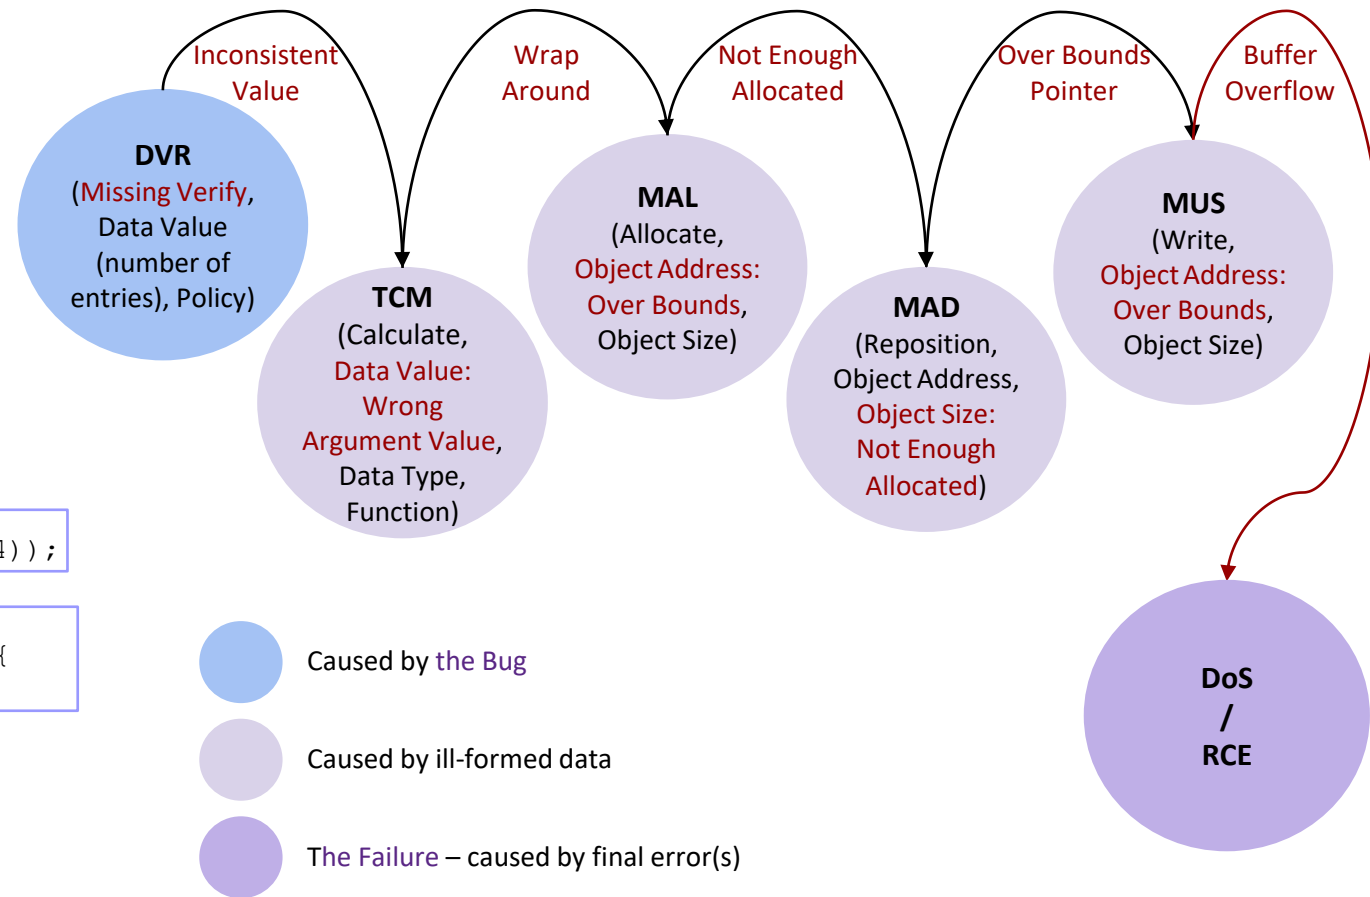 Inconsistent
Value
Wrap
Around
Not Enough
Allocated
Over Bounds
Pointer
Buffer
Overflow
DVR
(Missing Verify,
Data Value
(number of
entries), Policy)
TCM
(Calculate,
Data Value:
Wrong
Argument Value,
Data Type,
Function)
MAL
(Allocate,
Object Address:
Over Bounds,
Object Size)
MAD
(Reposition,
Object Address,
Object Size:
Not Enough
Allocated)
MUS
(Write,
Object Address:
Over Bounds,
Object Size)
));
{
DoS
/
RCE
Caused by the Bug
Caused by ill-formed data
The Failure – caused by final error(s)